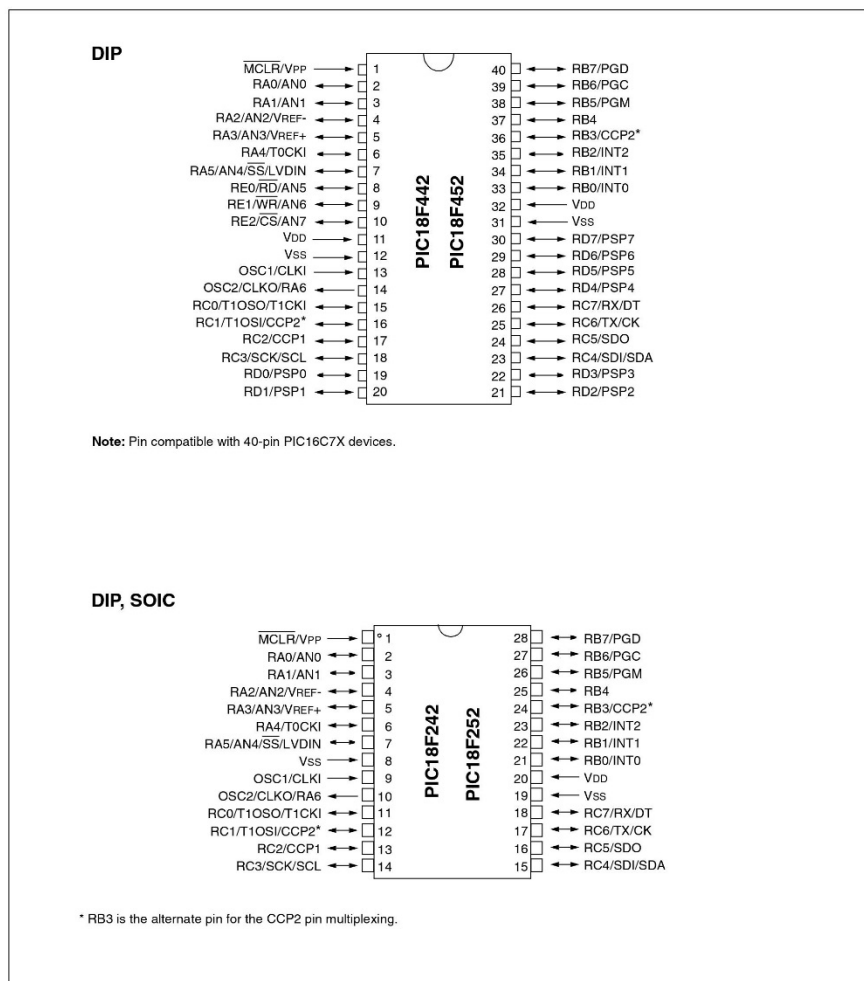 DIP
MCLR/VPP 1 40 RB7/PGD
RA0/AN0 2 39 RB6/PGC
RA1/AN1 3 38 RB5/PGM
RA2/AN2/VREF- 4 37 RB4
RA3/AN3/VREF+ 5 36 RB3/CCP2*
RA4/T0CKI 6 35 RB2/INT2
RA5/AN4/SS/LVDIN 7 34 RB1/INT1
RE0/RD/AN5 8 33 RB0/INT0
RE1/WR/AN6 9 32 VDD
RE2/CS/AN7 10 31 VSS
VDD 11 30 RD7/PSP7
VSS 12 29 RD6/PSP6
OSC1/CLKI 13 28 RD5/PSP5
OSC2/CLKO/RA6 14 27 RD4/PSP4
RC0/T1OSO/T1CKI 15 26 RC7/RX/DT
RC1/T1OSI/CCP2* 16 25 RC6/TX/CK
RC2/CCP1 17 24 RC5/SDO
RC3/SCK/SCL 18 23 RC4/SDI/SDA
RD0/PSP0 19 22 RD3/PSP3
RD1/PSP1 20 21 RD2/PSP2
PIC18F442
PIC18F452
Note: Pin compatible with 40-pin PIC16C7X devices.
DIP, SOIC
MCLR/VPP 1 28 RB7/PGD
RA0/AN0 2 27 RB6/PGC
RA1/AN1 3 26 RB5/PGM
RA2/AN2/VREF- 4 25 RB4
RA3/AN3/VREF+ 5 24 RB3/CCP2*
RA4/T0CKI 6 23 RB2/INT2
RA5/AN4/SS/LVDIN 7 22 RB1/INT1
VSS 8 21 RB0/INT0
OSC1/CLKI 9 20 VDD
OSC2/CLKO/RA6 10 19 VSS
RC0/T1OSO/T1CKI 11 18 RC7/RX/DT
RC1/T1OSI/CCP2* 12 17 RC6/TX/CK
RC2/CCP1 13 16 RC5/SDO
RC3/SCK/SCL 14 15 RC4/SDI/SDA
PIC18F242
PIC18F252
* RB3 is the alternate pin for the CCP2 pin multiplexing.